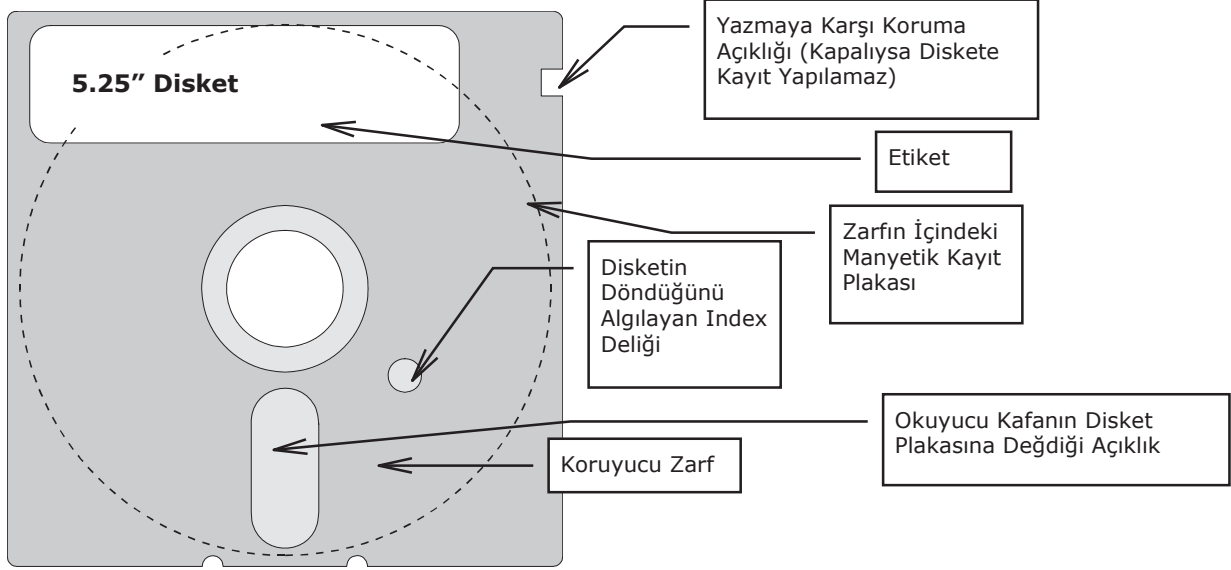 5.25” Disket
Yazmaya Karşı Koruma
Açıklığı (Kapalıysa Diskete
Kayıt Yapılamaz)
Etiket
Zarfın İçindeki
Manyetik Kayıt
Plakası
Disketin
Döndüğünü
Algılayan Index
Deliği
Okuyucu Kafanın Disket
Plakasına Değdiği Açıklık
Koruyucu Zarf